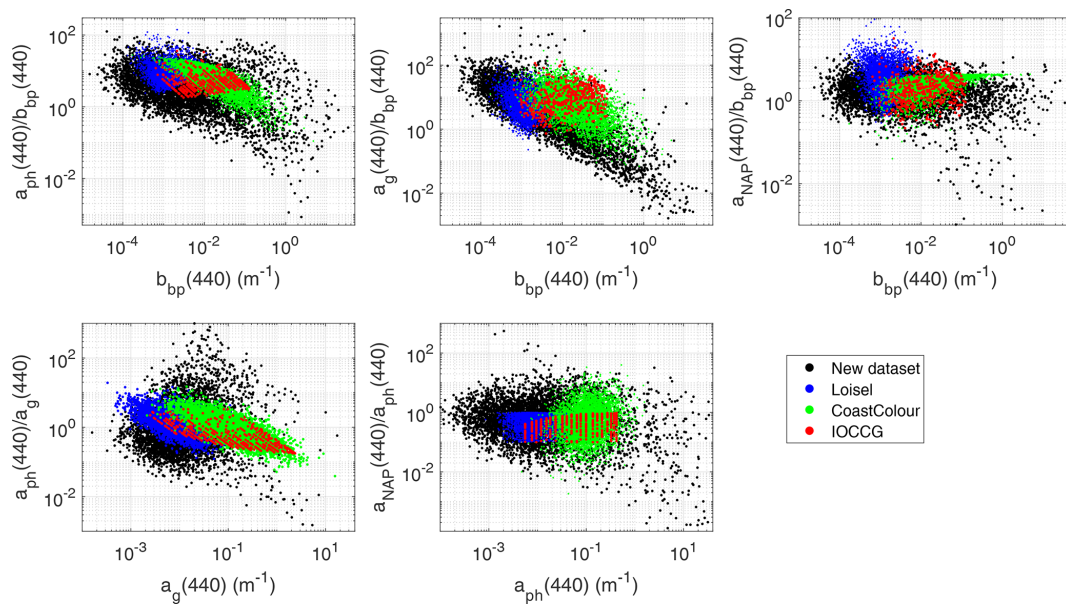 10^2
10^0
10^-2
a_ph(440)/b_bp(440)
10^-4
10^-2
10^0
b_bp(440) (m^-1)
10^2
10^0
10^-2
a_g(440)/b_bp(440)
10^-4
10^-2
10^0
b_bp(440) (m^-1)
10^2
10^0
10^-2
a_NAP(440)/b_bp(440)
10^-4
10^-2
10^0
b_bp(440) (m^-1)
10^2
10^0
10^-2
a_ph(440)/a_g(440)
10^-3
10^-1
10^1
a_g(440) (m^-1)
10^2
10^0
10^-2
a_NAP(440)/a_ph(440)
10^-3
10^-1
10^1
a_ph(440) (m^-1)
New dataset
Loisel
CoastColour
IOCCG